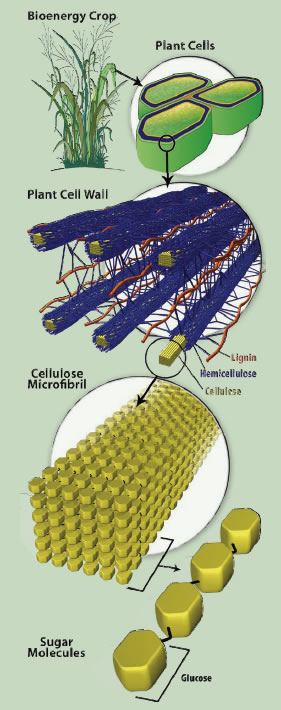 Bioenergy Crop
Plant Cells
Plant Cell Wall
Lignin
Hemicellulose
Cellulose
Cellulose
Microfibril
Sugar
Molecules
Glucose